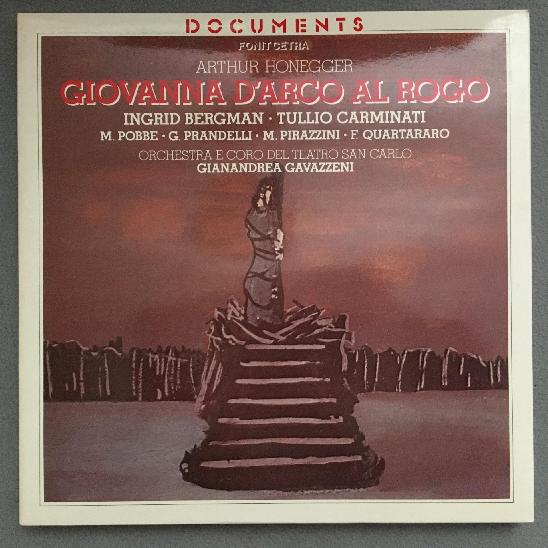 DOCUMENTS
FONIT CETRA
ARTHUR HONEGGER
GIOVANNA D'ARCO AL ROGO
INGRID BERGMAN · TULLIO CARMINATI
M. POBBE · G. PRANDELLI · M. PIRAZZINI · F. QUARTARARO
ORCHESTRA E CORO DEL TEATRO SAN CARLO
GIANANDREA GAVAZZENI